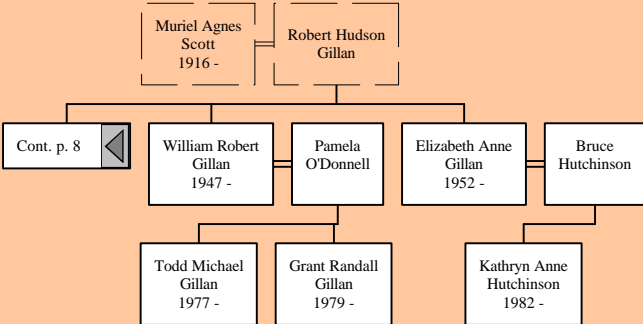 Muriel Agnes
Scott
1916 -
Robert Hudson
Gillan
Cont. p. 8
William Robert
Gillan
1947 -
Pamela
O'Donnell
Elizabeth Anne
Gillan
1952 -
Bruce
Hutchinson
Todd Michael
Gillan
1977 -
Grant Randall
Gillan
1979 -
Kathryn Anne
Hutchinson
1982 -